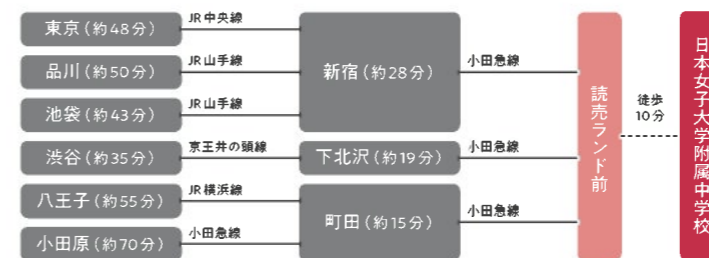 東京(約48分)
JR中央線
品川(約50分)
JR山手線
池袋(約43分)
JR山手線
新宿(約28分)
小田急線
渋谷(約35分)
京王井の頭線
下北沢(約19分)
小田急線
八王子(約55分)
JR横浜線
小田原(約70分)
小田急線
町田(約15分)
小田急線
読売ランド前
徒歩
10分
日本女子大学附属中学校